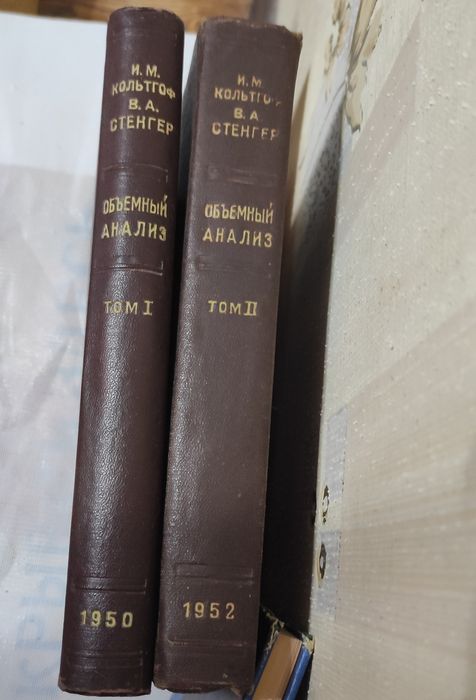 И. М.
КОЛЬТГОФ
В. А.
СТЕНГЕР
ОБЪЕМНЫЙ
АНАЛИЗ
ТОМ I
1950
И. М.
КОЛЬТГОФ
В. А.
СТЕНГЕР
ОБЪЕМНЫЙ
АНАЛИЗ
ТОМ II
1952